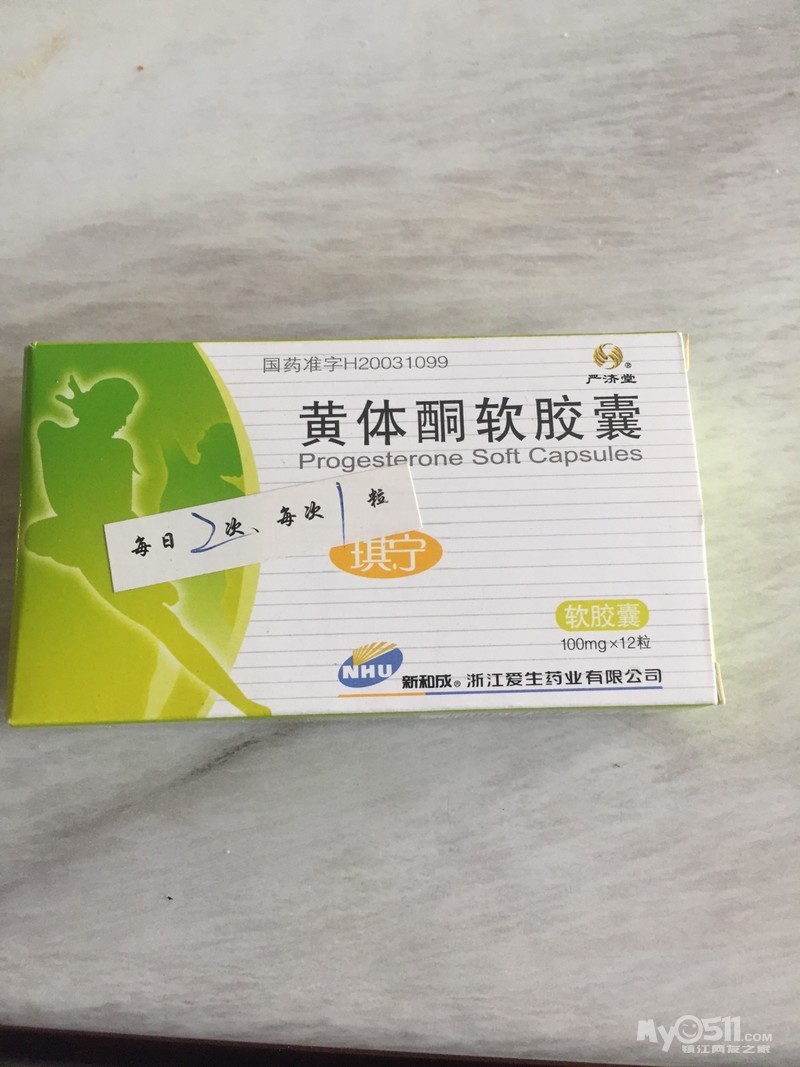 国药准字H20031099
严济堂
黄体酮软胶囊
Progesterone Soft Capsules
每日2次、每次1粒
琪宁
软胶囊
100mg×12粒
NHU 新和成® 浙江爱生药业有限公司
My0511.COM
镇江网友之家